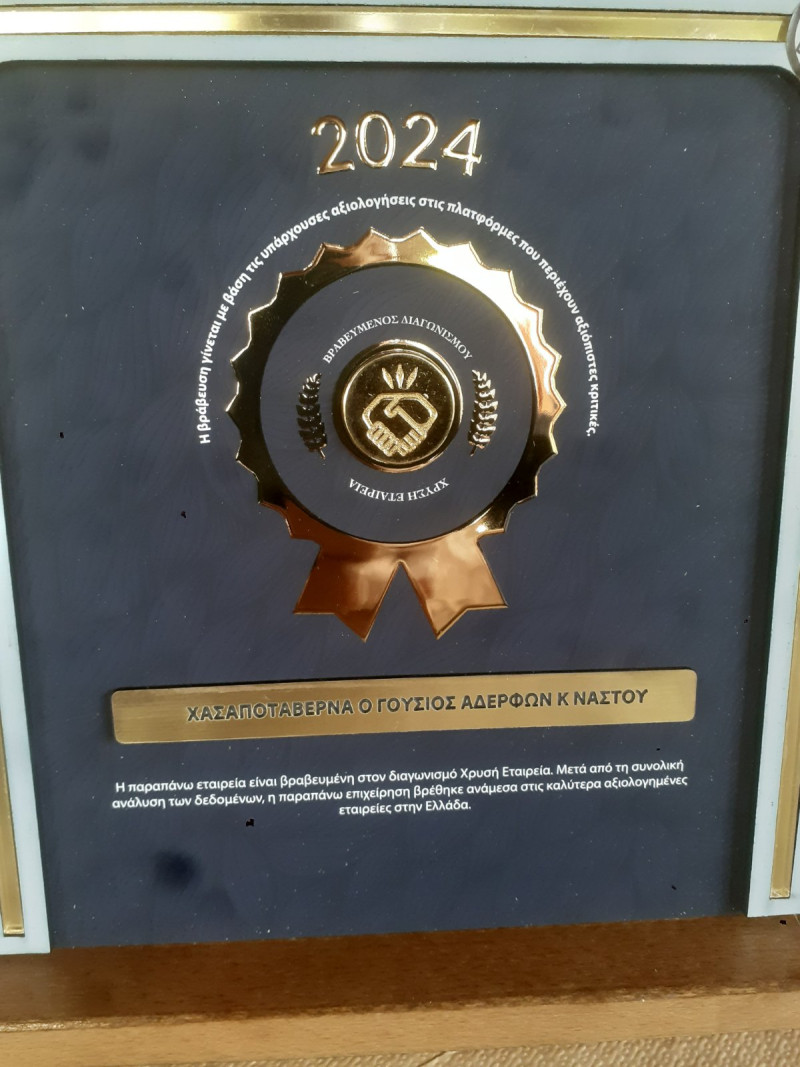 2024
Η βράβευση γίνεται με βάση τις υπάρχουσες αξιολογήσεις στις πλατφόρμες που περιέχουν αξιόπιστες κριτικές.
ΒΡΑΒΕΥΜΕΝΟΣ ΔΙΑΓΩΝΙΣΜΟΥ
ΧΡΥΣΗ ΕΤΑΙΡΕΙΑ
ΧΑΣΑΠΟΤΑΒΕΡΝΑ Ο ΓΟΥΣΙΟΣ ΑΔΕΡΦΩΝ Κ ΝΑΣΤΟΥ
Η παραπάνω εταιρεία είναι βραβευμένη στον διαγωνισμό Χρυσή Εταιρεία. Μετά από τη συνολική
ανάλυση των δεδομένων, η παραπάνω επιχείρηση βρέθηκε ανάμεσα στις καλύτερα αξιολογημένες
εταιρείες στην Ελλάδα.